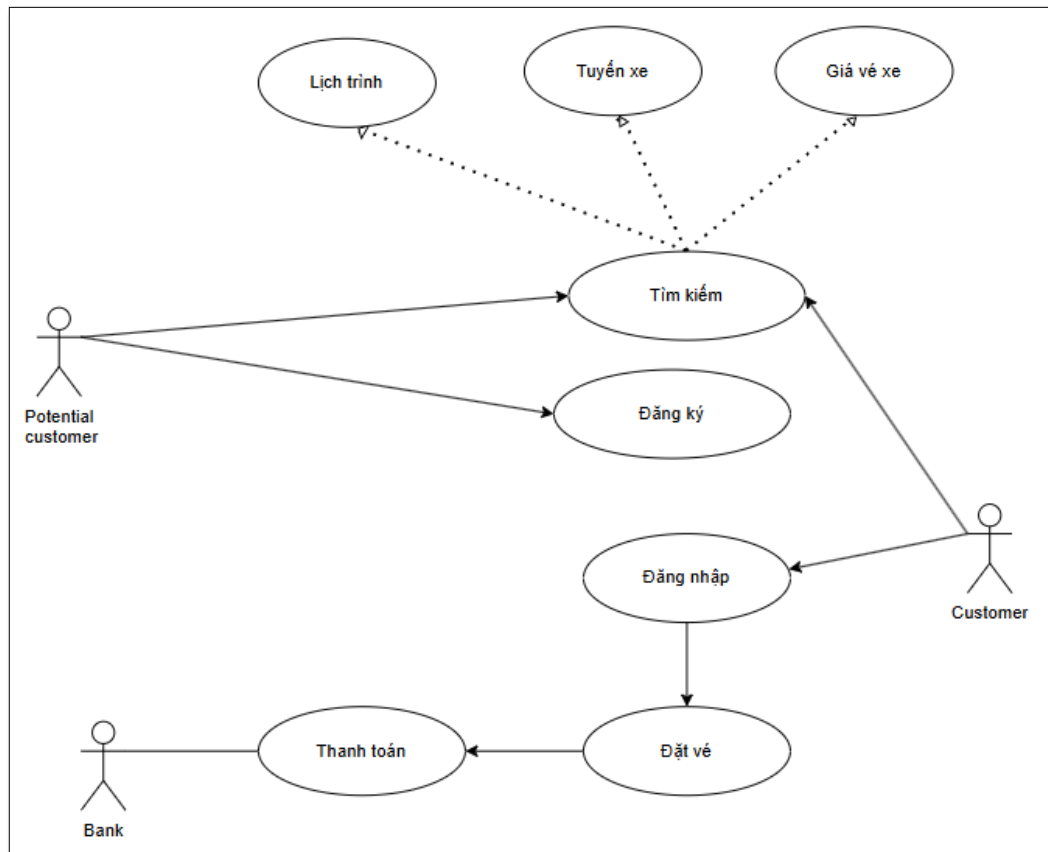 Lịch trình
Tuyến xe
Giá vé xe
Tìm kiếm
Potential
customer
Đăng ký
Đăng nhập
Customer
Thanh toán
Đặt vé
Bank